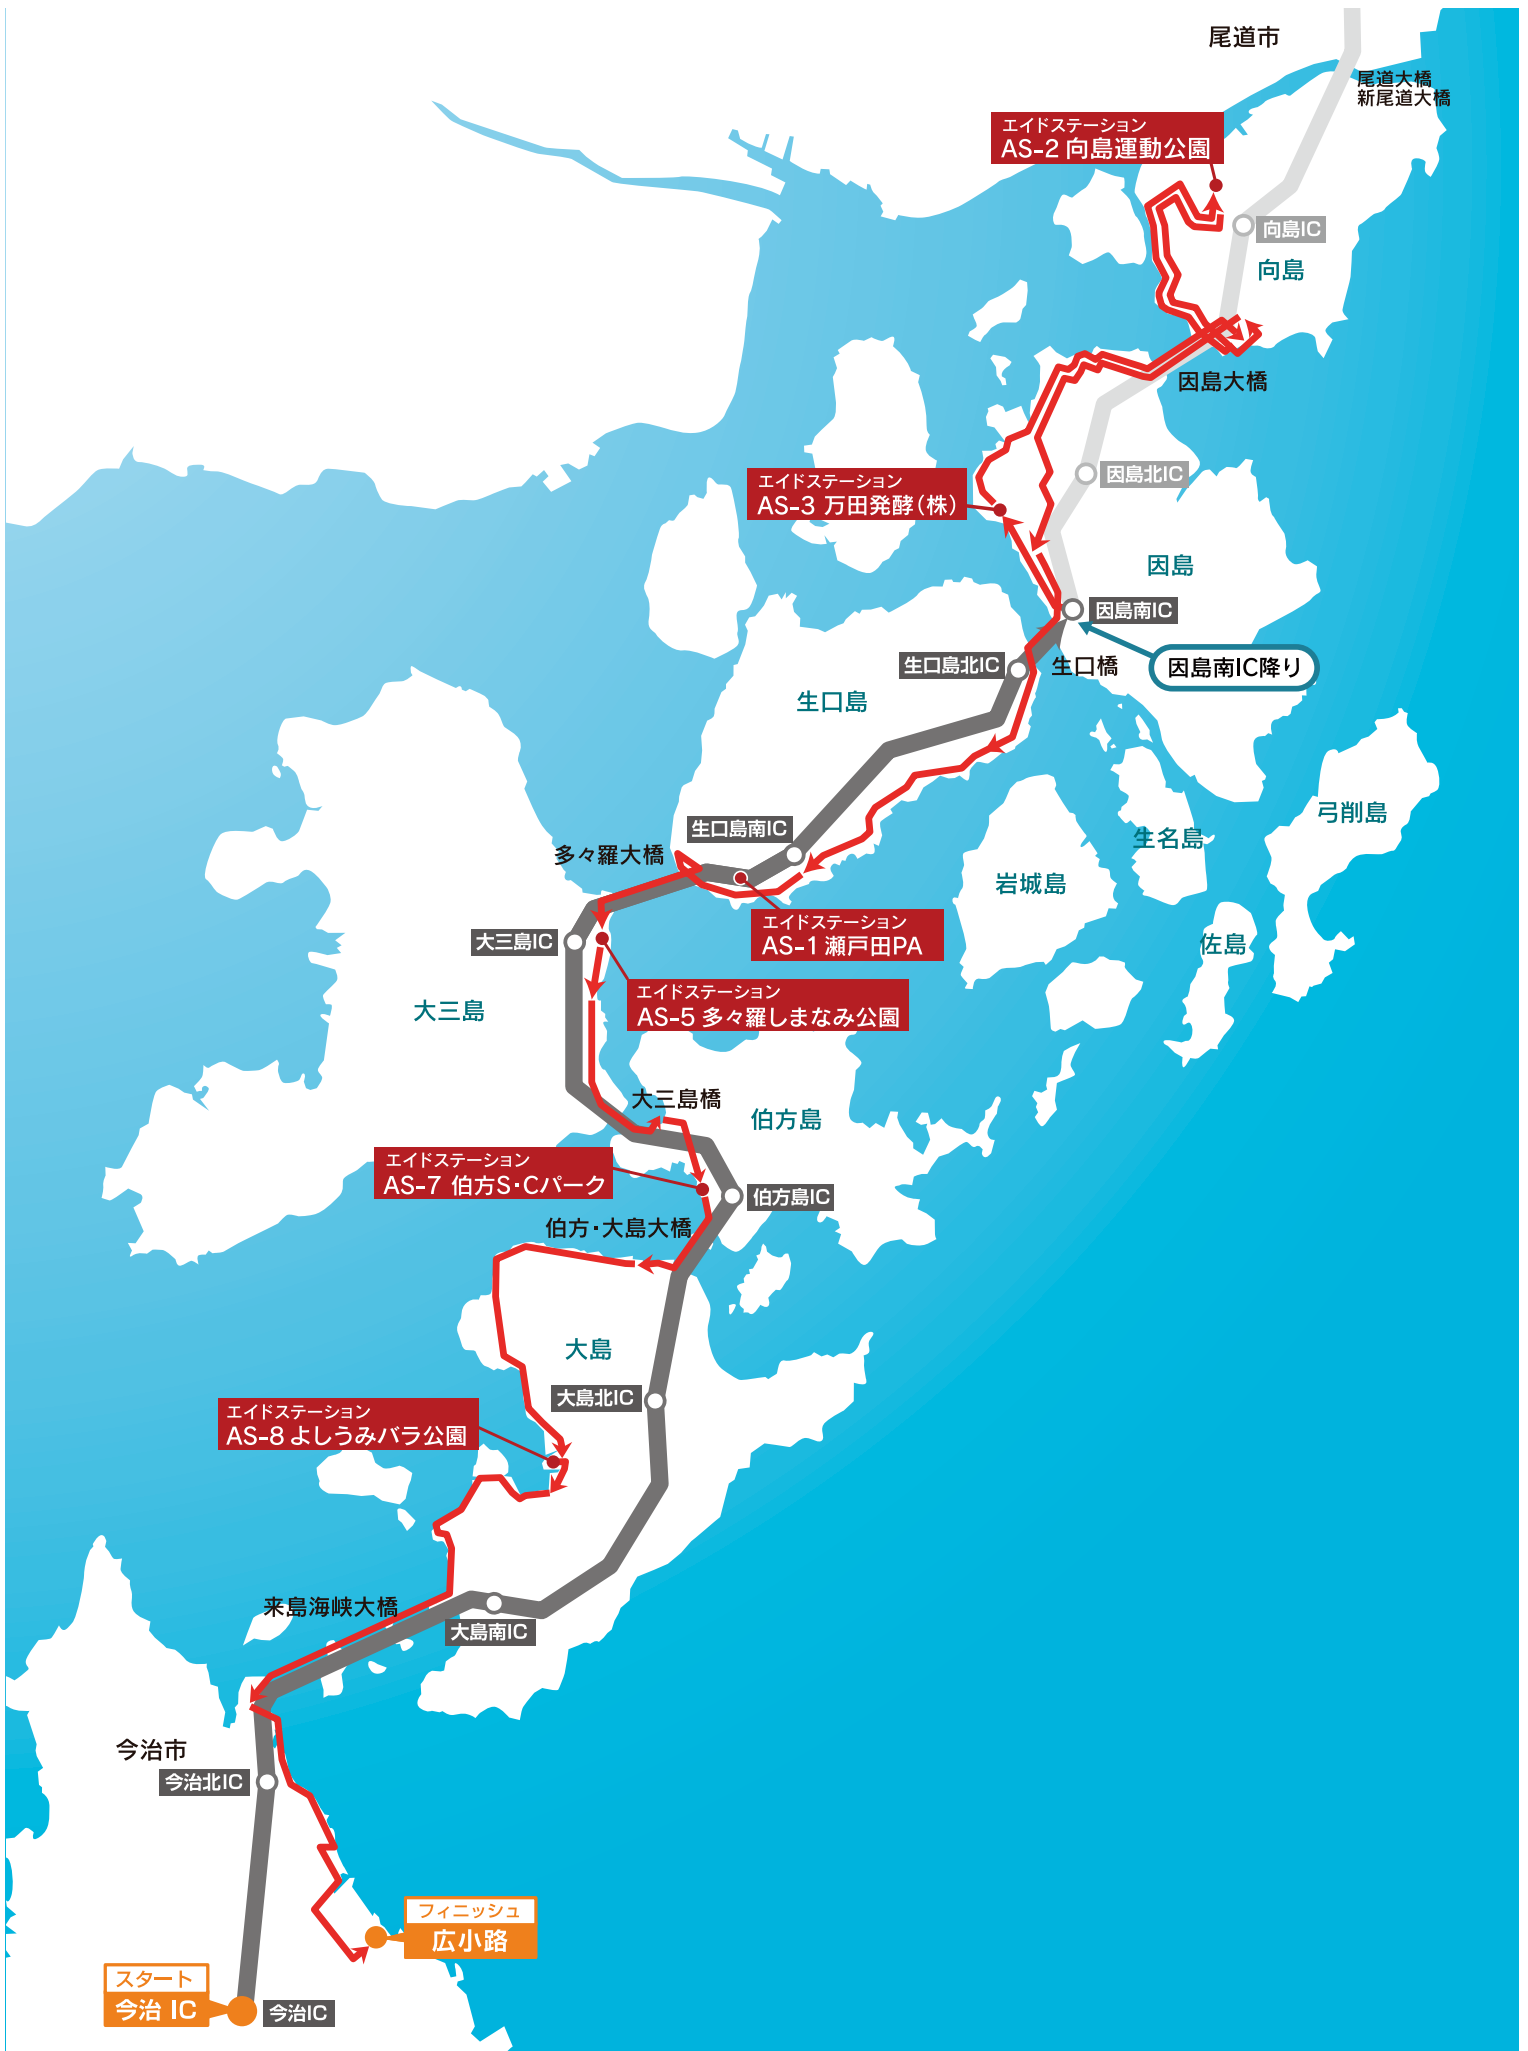 尾道市
尾道大橋
新尾道大橋
エイドステーション
AS-2 向島運動公園
向島IC
向島
因島大橋
因島北IC
エイドステーション
AS-3 万田発酵(株)
因島
因島南IC
生口島北IC
生口橋
因島南IC降り
生口島
弓削島
生口島南IC
生名島
多々羅大橋
岩城島
エイドステーション
AS-1 瀬戸田PA
大三島IC
佐島
エイドステーション
AS-5 多々羅しまなみ公園
大三島
大三島橋
伯方島
エイドステーション
AS-7 伯方S・Cパーク
伯方島IC
伯方・大島大橋
大島
大島北IC
エイドステーション
AS-8 よしうみバラ公園
来島海峡大橋
大島南IC
今治市
今治北IC
フィニッシュ
広小路
スタート
今治 IC
今治IC